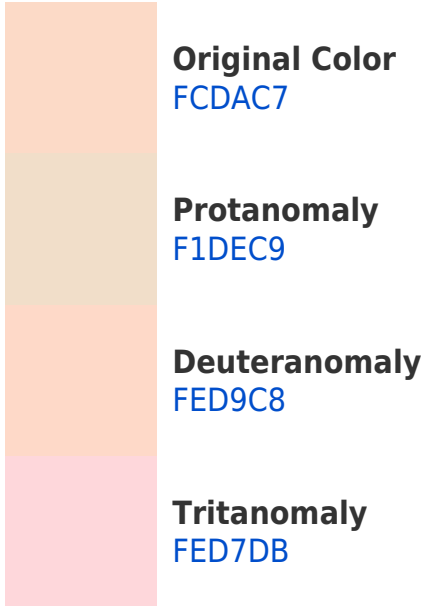 Original Color
FCDAC7
Protanomaly
F1DEC9
Deuteranomaly
FED9C8
Tritanomaly
FED7DB